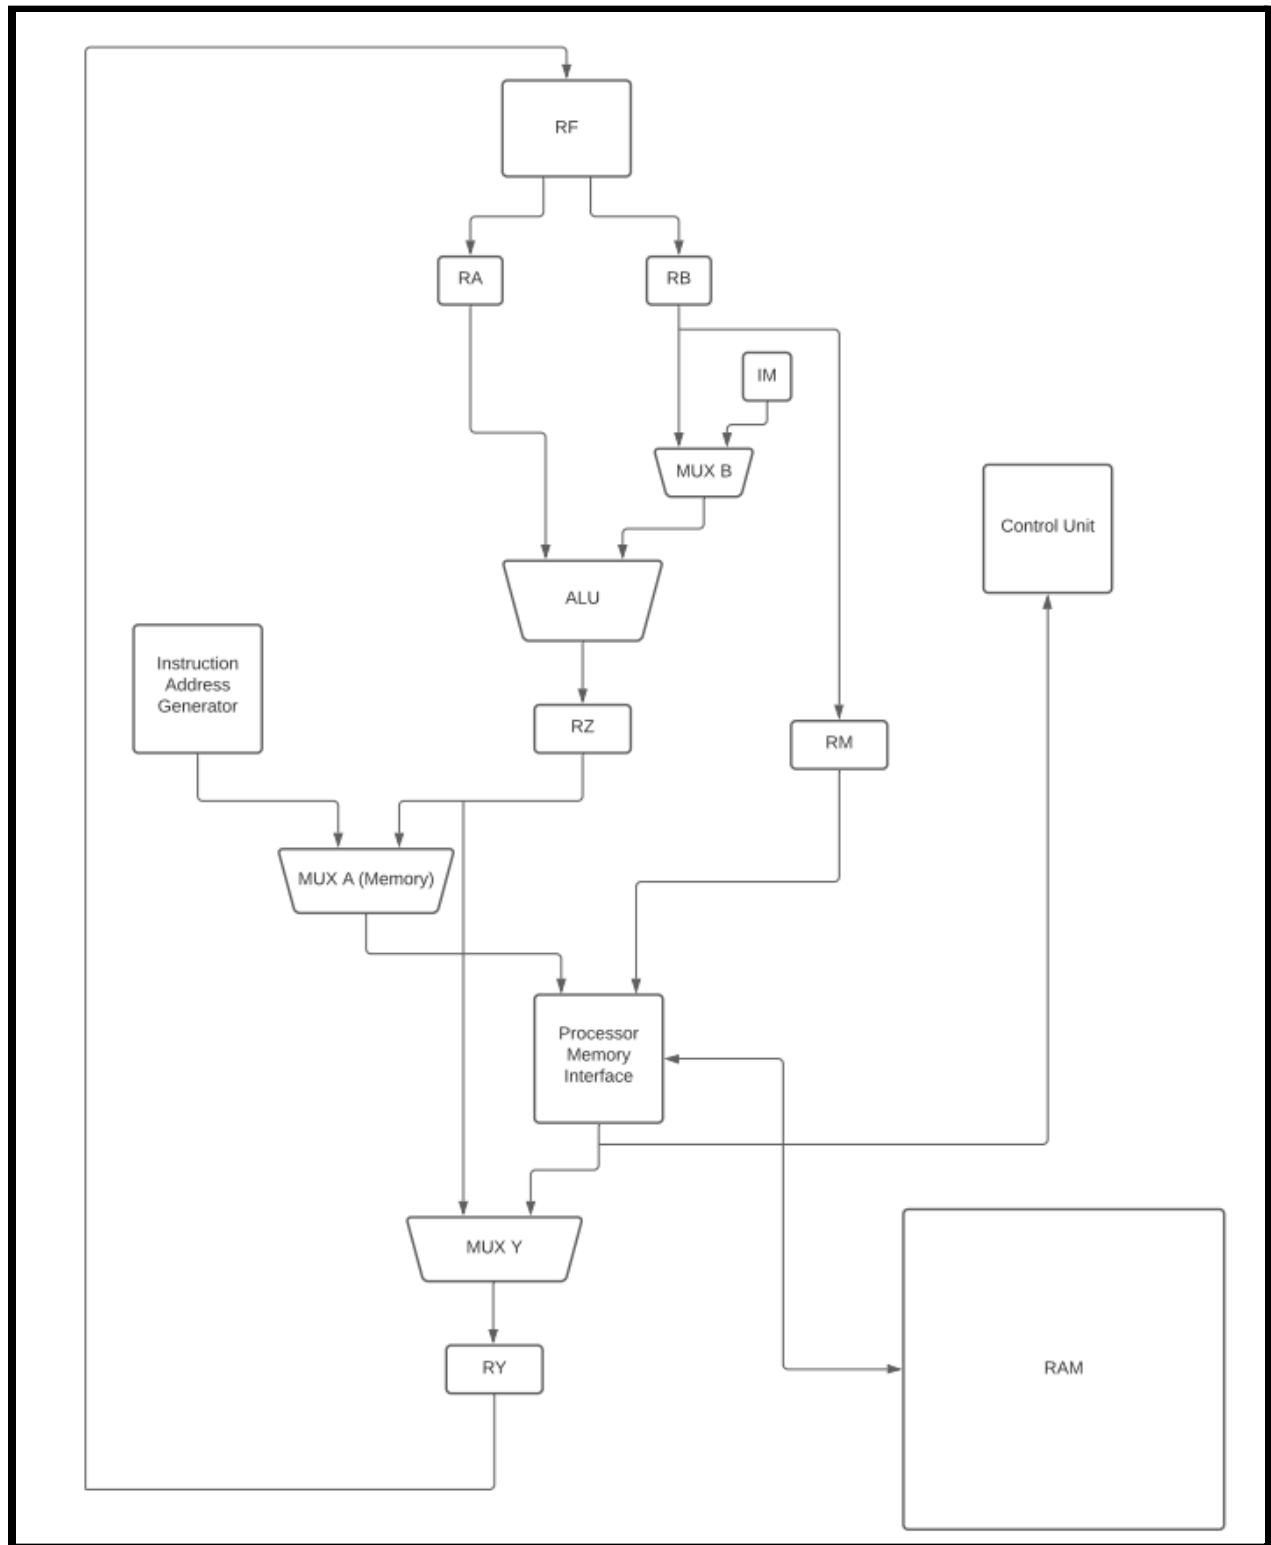 RF
RA
RB
IM
MUX B
Control Unit
ALU
Instruction
Address
Generator
RZ
RM
MUX A (Memory)
Processor
Memory
Interface
MUX Y
RY
RAM